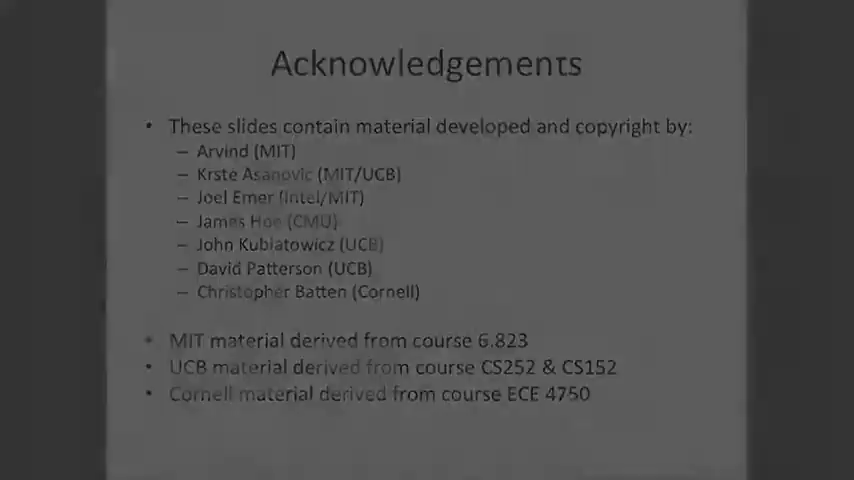 Acknowledgements
• These slides contain material developed and copyright by:
– Arvind (MIT)
– Krste Asanovic (MIT/UCB)
– Joel Emer (Intel/MIT)
– James Hoe (CMU)
– John Kubiatowicz (UCB)
– David Patterson (UCB)
– Christopher Batten (Cornell)
• MIT material derived from course 6.823
• UCB material derived from course CS252 & CS152
• Cornell material derived from course ECE 4750